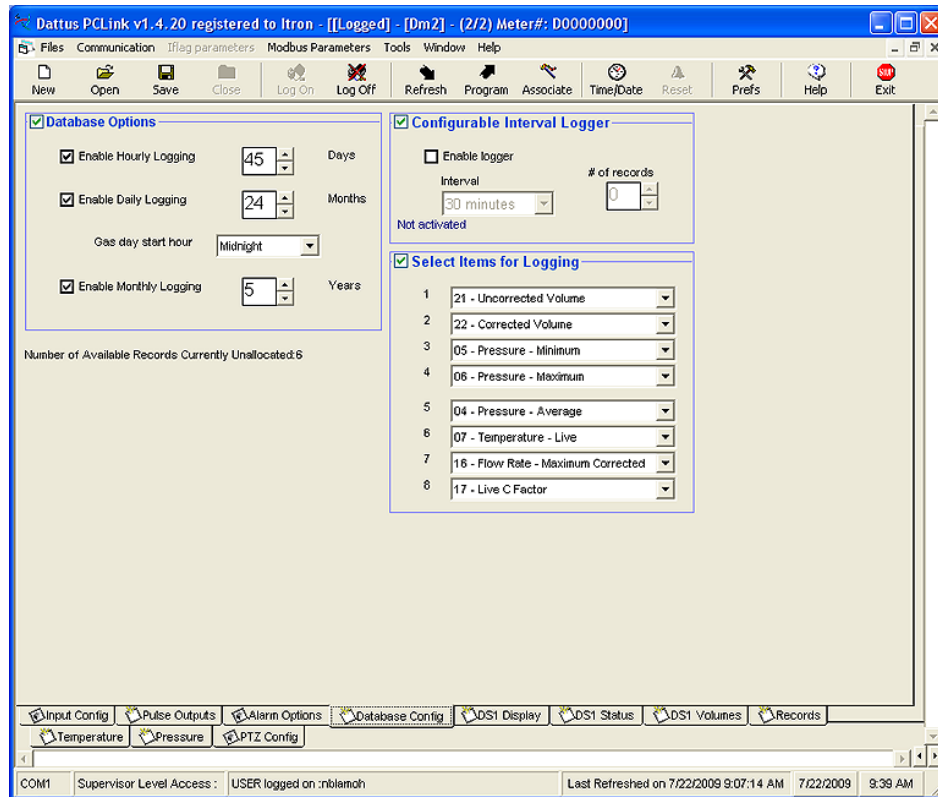 Dattus PCLink v1.4.20 registered to Itron - [[Logged] - [Dm2] - (2/2) Meter#: D0000000]
Files Communication Iflag parameters Modbus Parameters Tools Window Help
New Open Save Close Log On Log Off Refresh Program Associate Time/Date Reset Prefs Help STOP Exit
Database Options
Enable Hourly Logging 45 Days
Enable Daily Logging 24 Months
Gas day start hour Midnight
Enable Monthly Logging 5 Years
Number of Available Records Currently Unallocated:6
Configurable Interval Logger
Enable logger
Interval # of records
30 minutes 0
Not activated
Select Items for Logging
1 21 - Uncorrected Volume
2 22 - Corrected Volume
3 05 - Pressure - Minimum
4 06 - Pressure - Maximum
5 04 - Pressure - Average
6 07 - Temperature - Live
7 16 - Flow Rate - Maximum Corrected
8 17 - Live C Factor
Input Config Pulse Outputs Alarm Options Database Config DS1 Display DS1 Status DS1 Volumes Records
Temperature Pressure PTZ Config
COM1 Supervisor Level Access : USER logged on :nblamoh Last Refreshed on 7/22/2009 9:07:14 AM 7/22/2009 9:39 AM